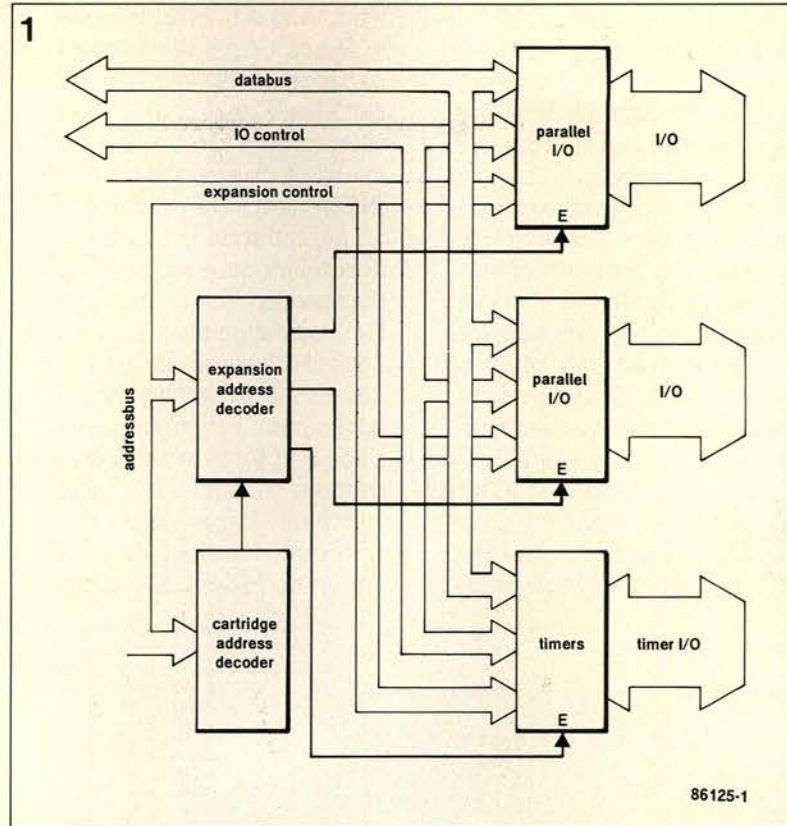 1
databus
IO control
expansion control
parallel
I/O
I/O
E
expansion
address
decoder
addressbus
parallel
I/O
I/O
E
cartridge
address
decoder
timers
timer I/O
E
86125-1